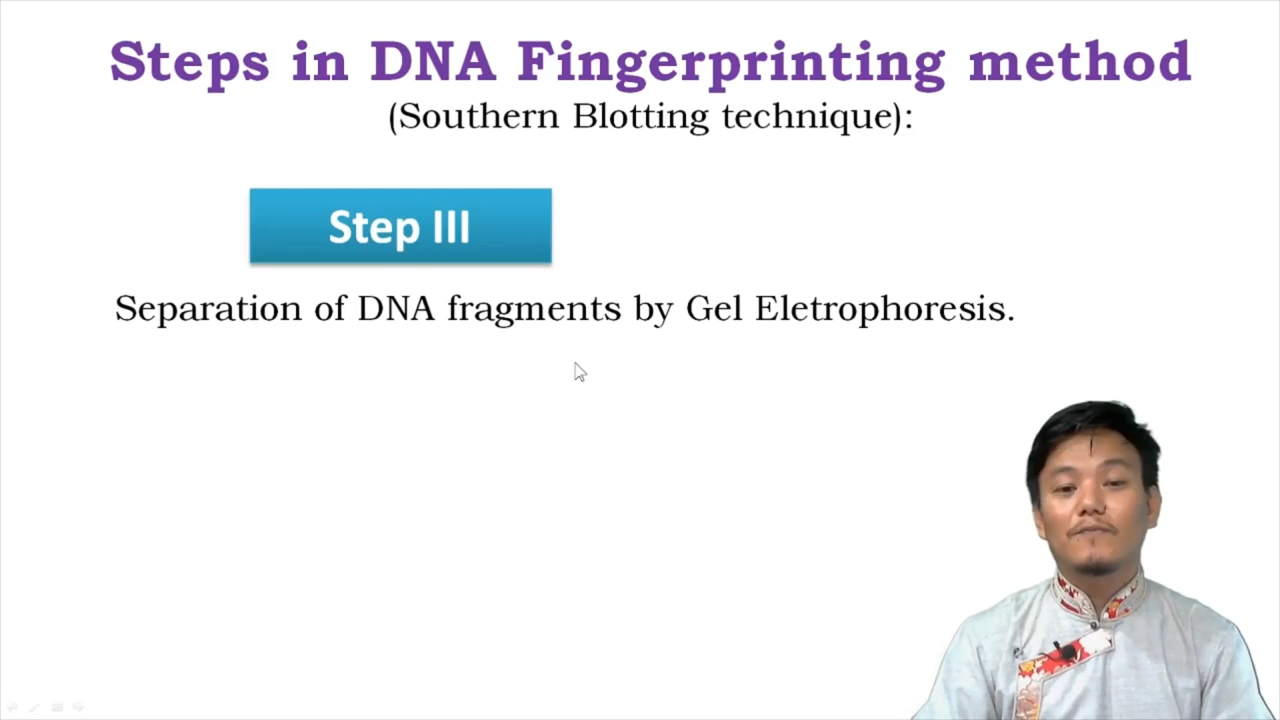 Steps in DNA Fingerprinting method
(Southern Blotting technique):
Step III
Separation of DNA fragments by Gel Eletrophoresis.